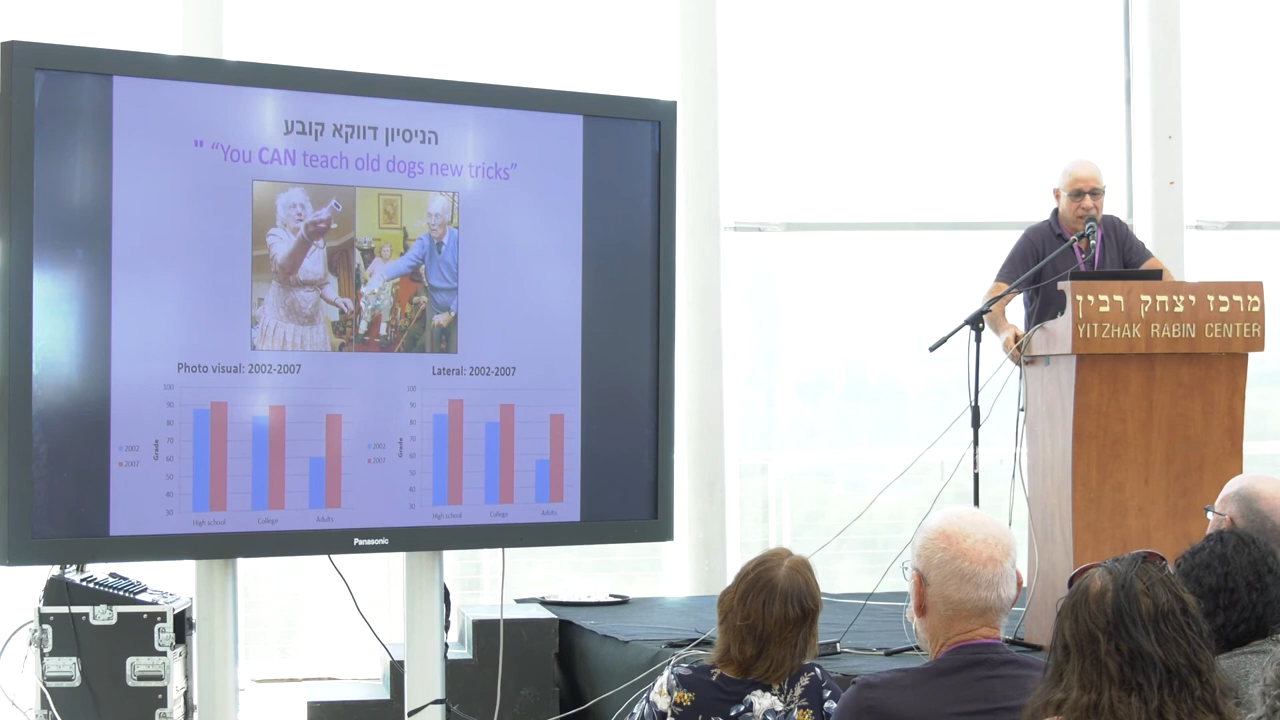 הניסיון דווקא קובע
" “You CAN teach old dogs new tricks”
Photo visual: 2002-2007
100
90
80
70
60
50
40
30
Grade
2002
2007
High school
College
Adults
Lateral: 2002-2007
100
90
80
70
60
50
40
30
Grade
2002
2007
High school
College
Adults
Panasonic
מרכז יצחק רבין
YITZHAK RABIN CENTER